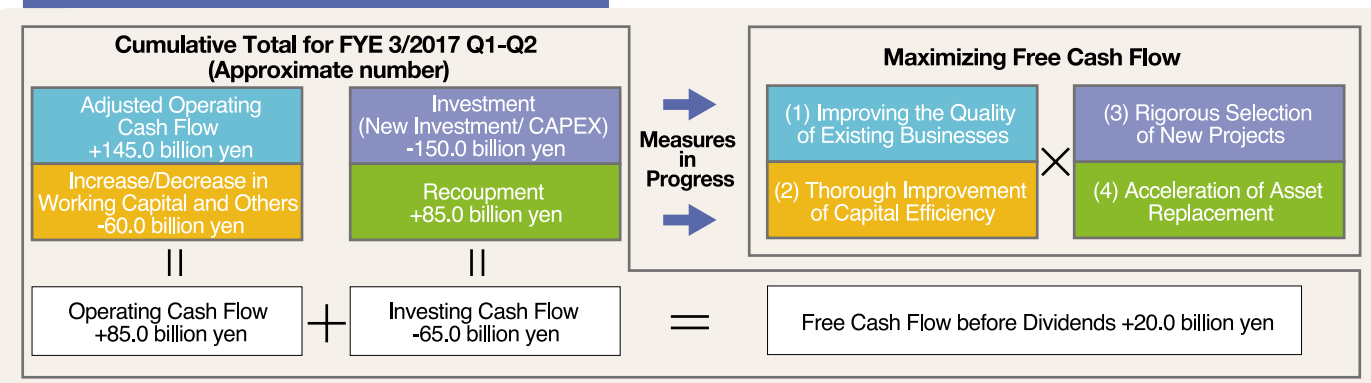 Cumulative Total for FYE 3/2017 Q1-Q2
(Approximate number)
Adjusted Operating
Cash Flow
+145.0 billion yen
Increase/Decrease in
Working Capital and Others
-60.0 billion yen
Investment
(New Investment/ CAPEX)
-150.0 billion yen
Recoupment
+85.0 billion yen
Measures
in
Progress
Maximizing Free Cash Flow
(1) Improving the Quality
of Existing Businesses
(2) Thorough Improvement
of Capital Efficiency
×
(3) Rigorous Selection
of New Projects
(4) Acceleration of Asset
Replacement
=
=
Operating Cash Flow
+85.0 billion yen
+
Investing Cash Flow
-65.0 billion yen
=
Free Cash Flow before Dividends +20.0 billion yen